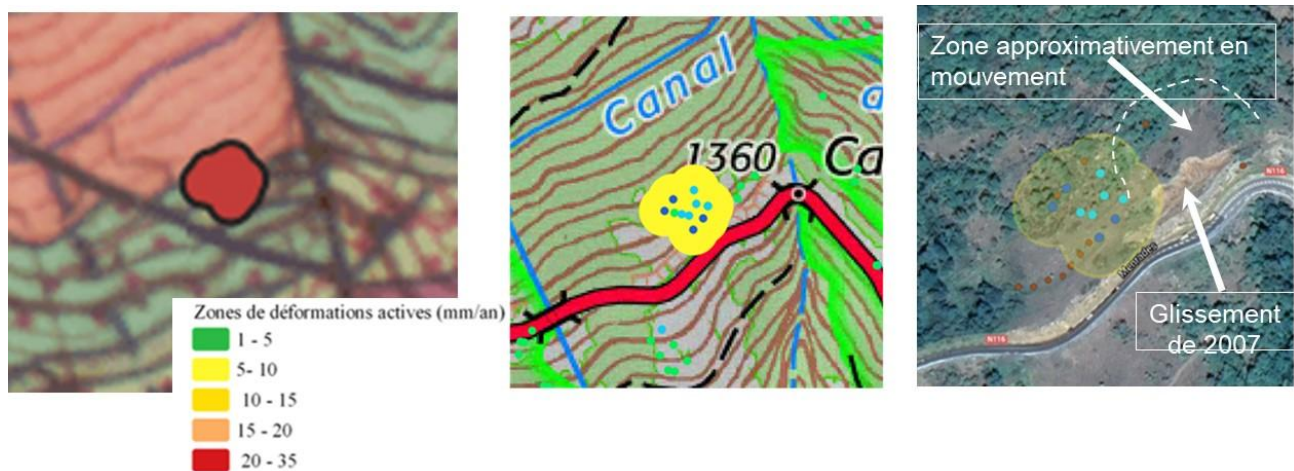 Zones de déformations actives (mm/an)
1 - 5
5- 10
10 - 15
15 - 20
20 - 35
Canal
1360
Ca
a
Zone approximativement en
mouvement
N116
Glissement
de 2007
N116